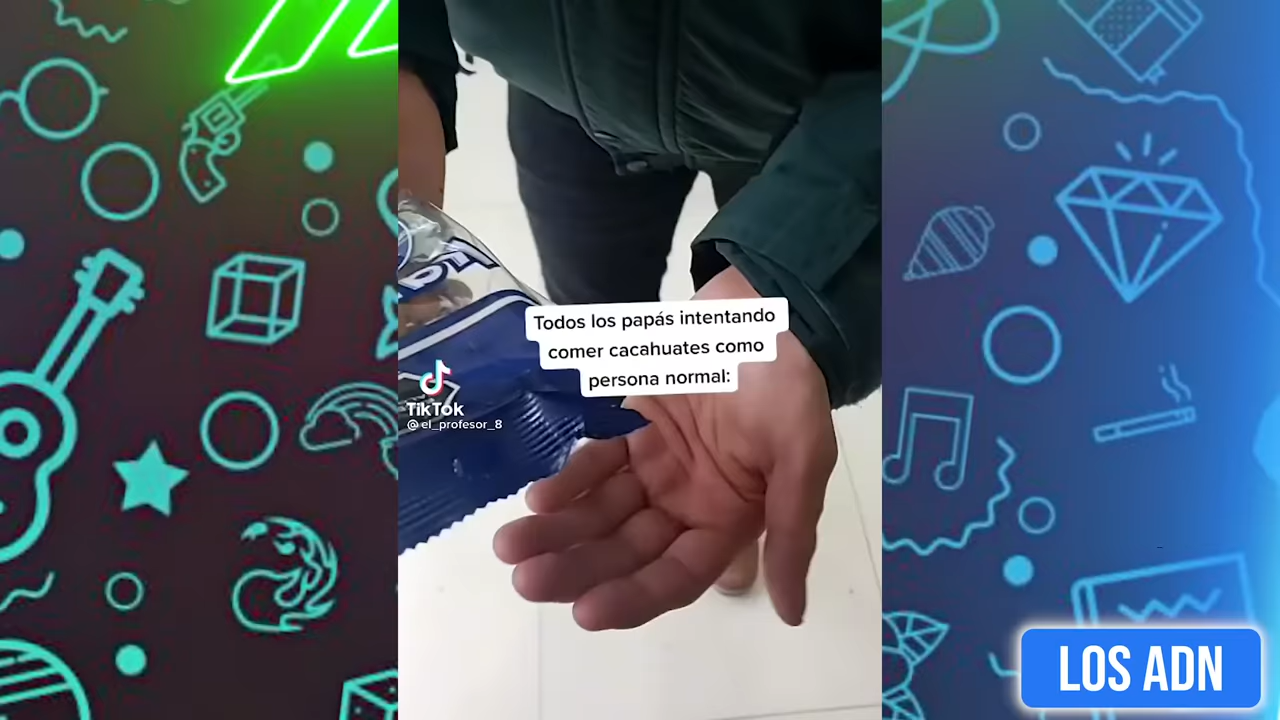 Todos los papás intentando
comer cacahuates como
persona normal:
TikTok
@el_profesor_8
LOS ADN